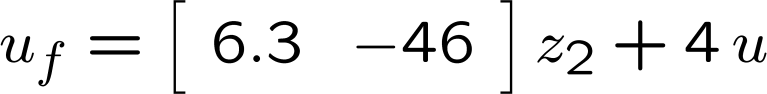 u_f = [ 6.3 −46 ] z_2 + 4 u